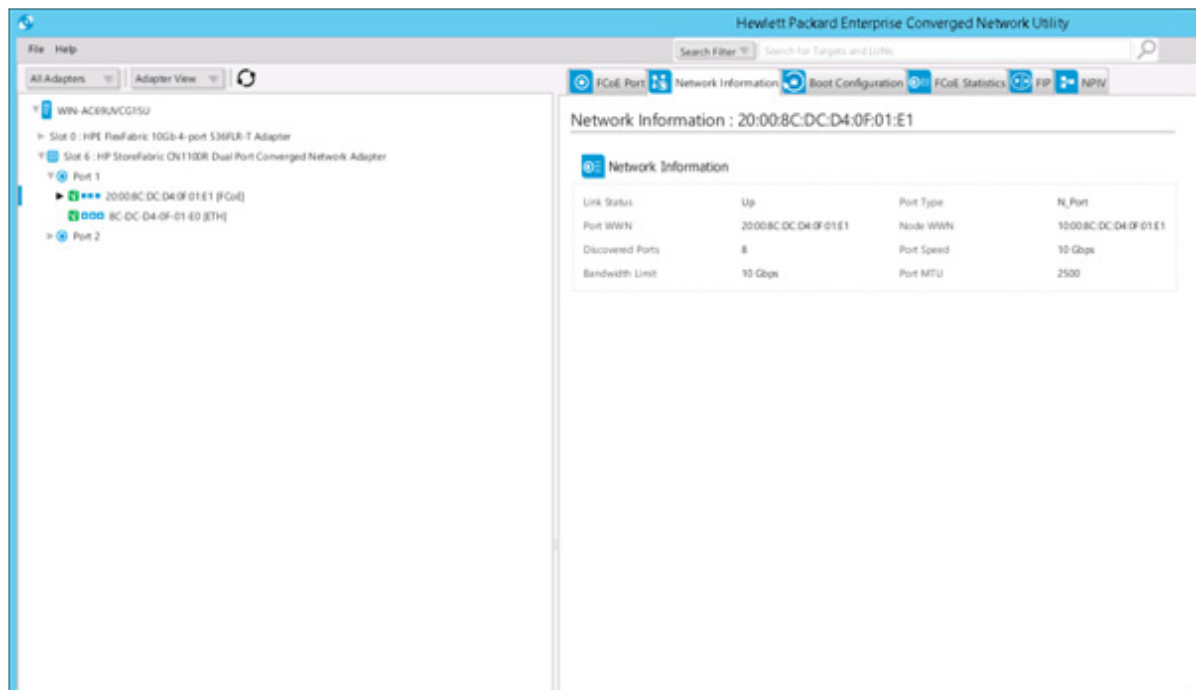 Hewlett Packard Enterprise Converged Network Utility
File Help
Search Filter Search for Targets and LUNs
All Adapters Adapter View
FCoE Port Network Information Boot Configuration FCoE Statistics FIP NPIV
WIN-AC69UVCG1SU
Slot 0 : HPE FlexFabric 10Gb 4-port 536FLR-T Adapter
Slot 6 : HP StoreFabric CN1100R Dual Port Converged Network Adapter
Port 1
20:00:8C:DC:D4:0F:01:E1 [FCoE]
8C-DC-D4-0F-01-E0 [ETH]
Port 2
Network Information : 20:00:8C:DC:D4:0F:01:E1
Network Information
Link Status Up Port Type N_Port
Port WWN 20:00:8C:DC:D4:0F:01:E1 Node WWN 10:00:8C:DC:D4:0F:01:E1
Discovered Ports 8 Port Speed 10 Gbps
Bandwidth Limit 10 Gbps Port MTU 2500